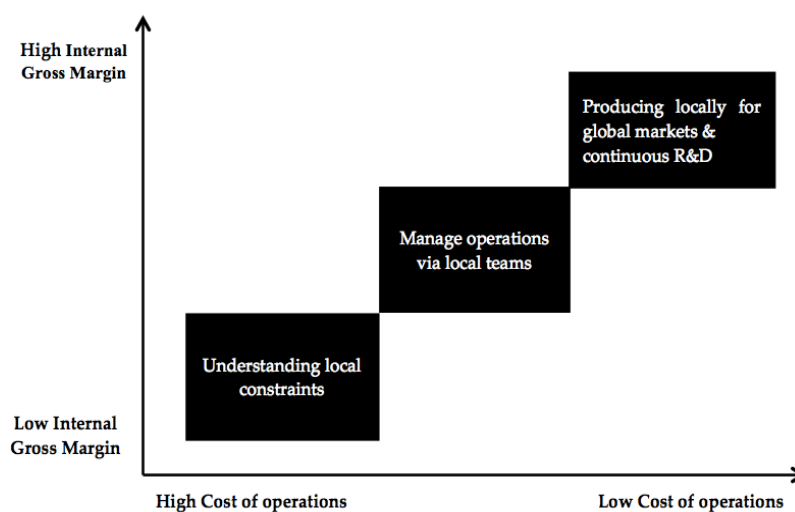 High Internal
Gross Margin
Producing locally for
global markets &
continuous R&D
Manage operations
via local teams
Understanding local
constraints
Low Internal
Gross Margin
High Cost of operations
Low Cost of operations